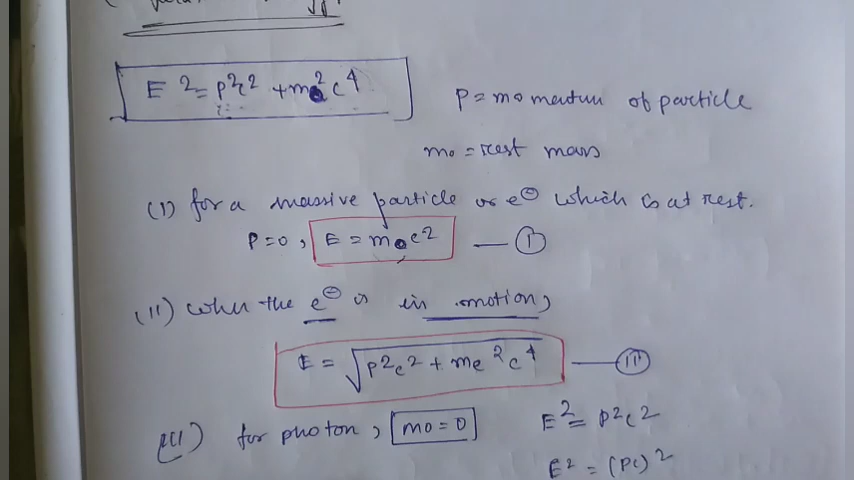 E² = p²c² + m₀²c⁴
P = momentum of particle
m₀ = rest mass
(I) for a massive particle or e⊖ which is at rest.
P=0, E = m₀c² — (I)
(II) when the e⊖ is in motion,
E = √(p²c² + me²c⁴) — (II)
(III) for photon, m₀ = 0
E² = P²c²
E² = (Pc)²